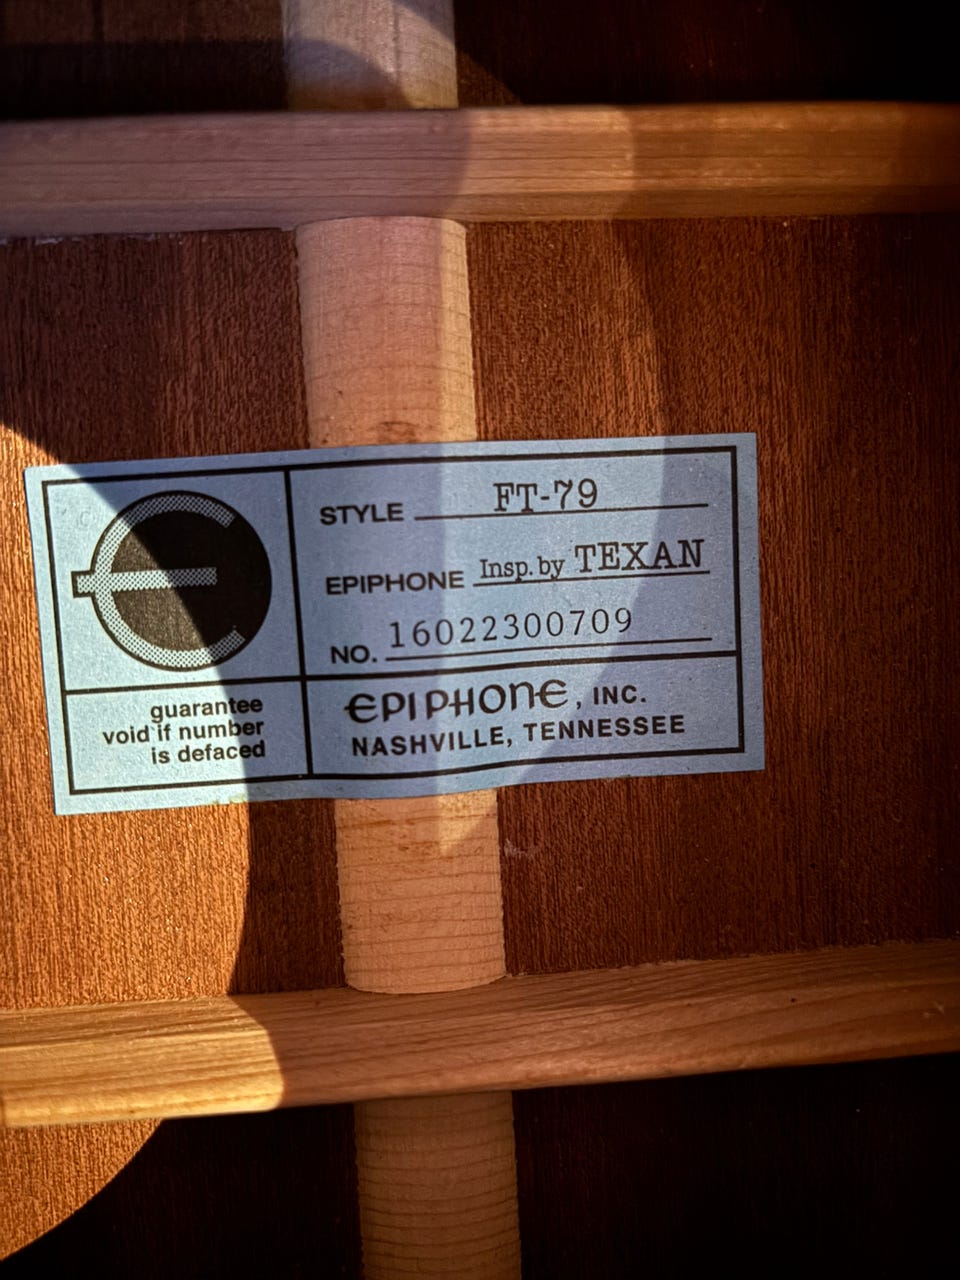 STYLE FT-79
EPIPHONE Insp. by TEXAN
NO. 16022300709
guarantee
void if number
is defaced
EPIPHONE, INC.
NASHVILLE, TENNESSEE